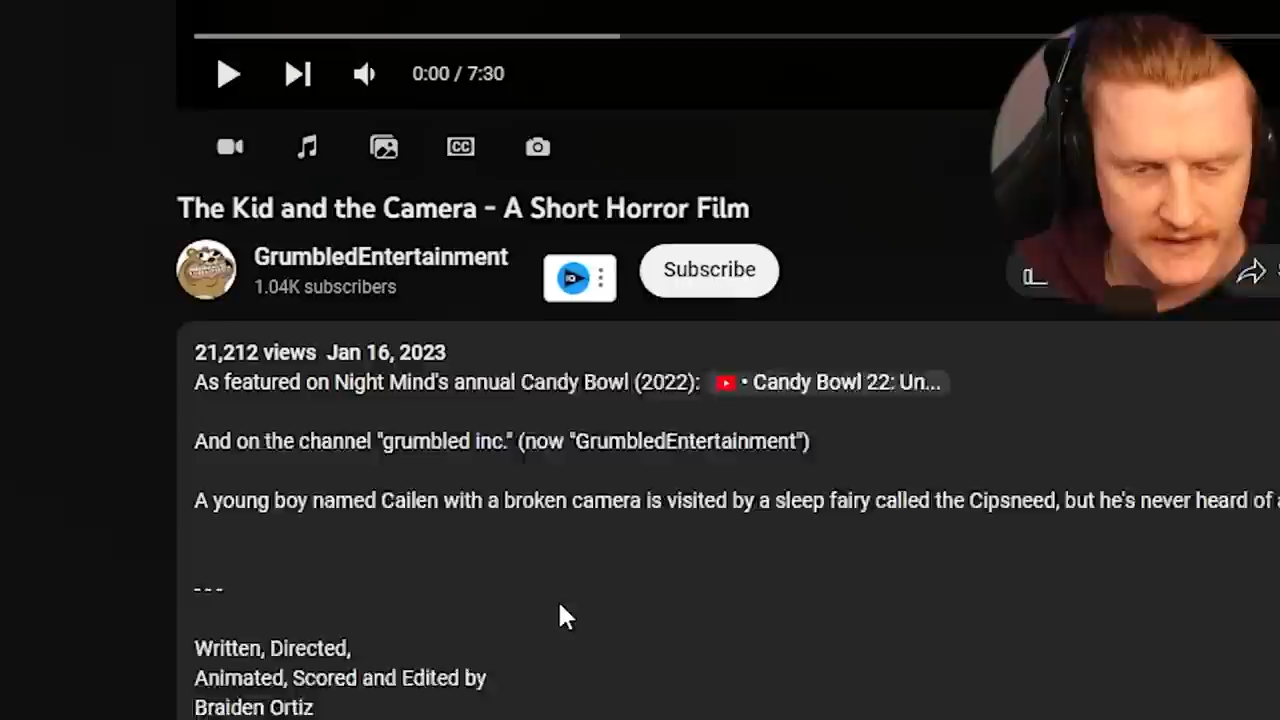 0:00 / 7:30
CC
The Kid and the Camera - A Short Horror Film
GrumbledEntertainment
1.04K subscribers
Subscribe
21,212 views Jan 16, 2023
As featured on Night Mind's annual Candy Bowl (2022): • Candy Bowl 22: Un...
And on the channel "grumbled inc." (now "GrumbledEntertainment")
A young boy named Cailen with a broken camera is visited by a sleep fairy called the Cipsneed, but he's never heard of
---
Written, Directed,
Animated, Scored and Edited by
Braiden Ortiz